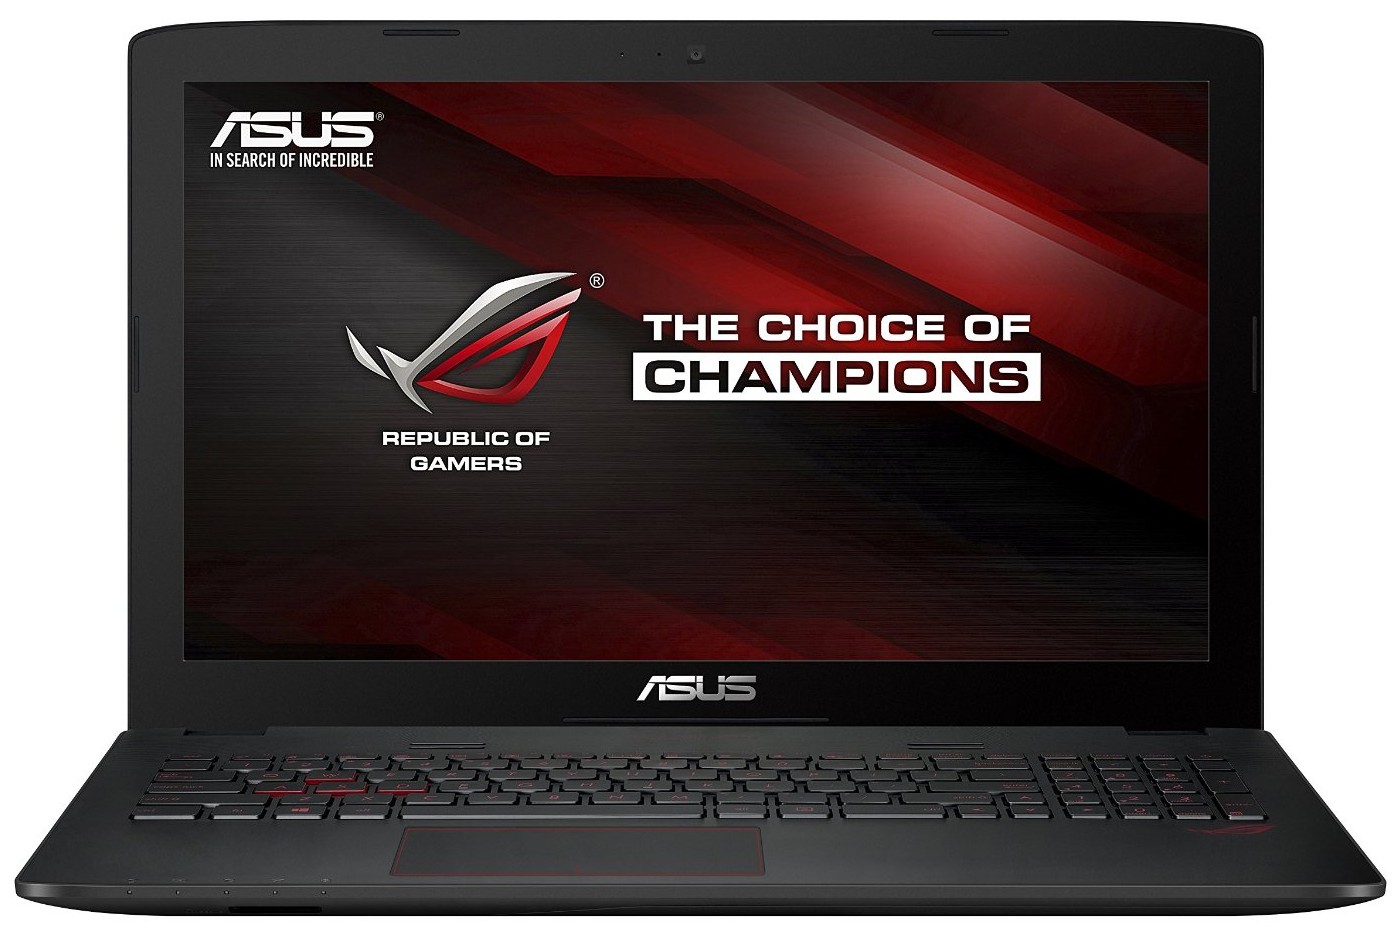 ASUS®
IN SEARCH OF INCREDIBLE
®
THE CHOICE OF
CHAMPIONS
REPUBLIC OF
GAMERS
ASUS